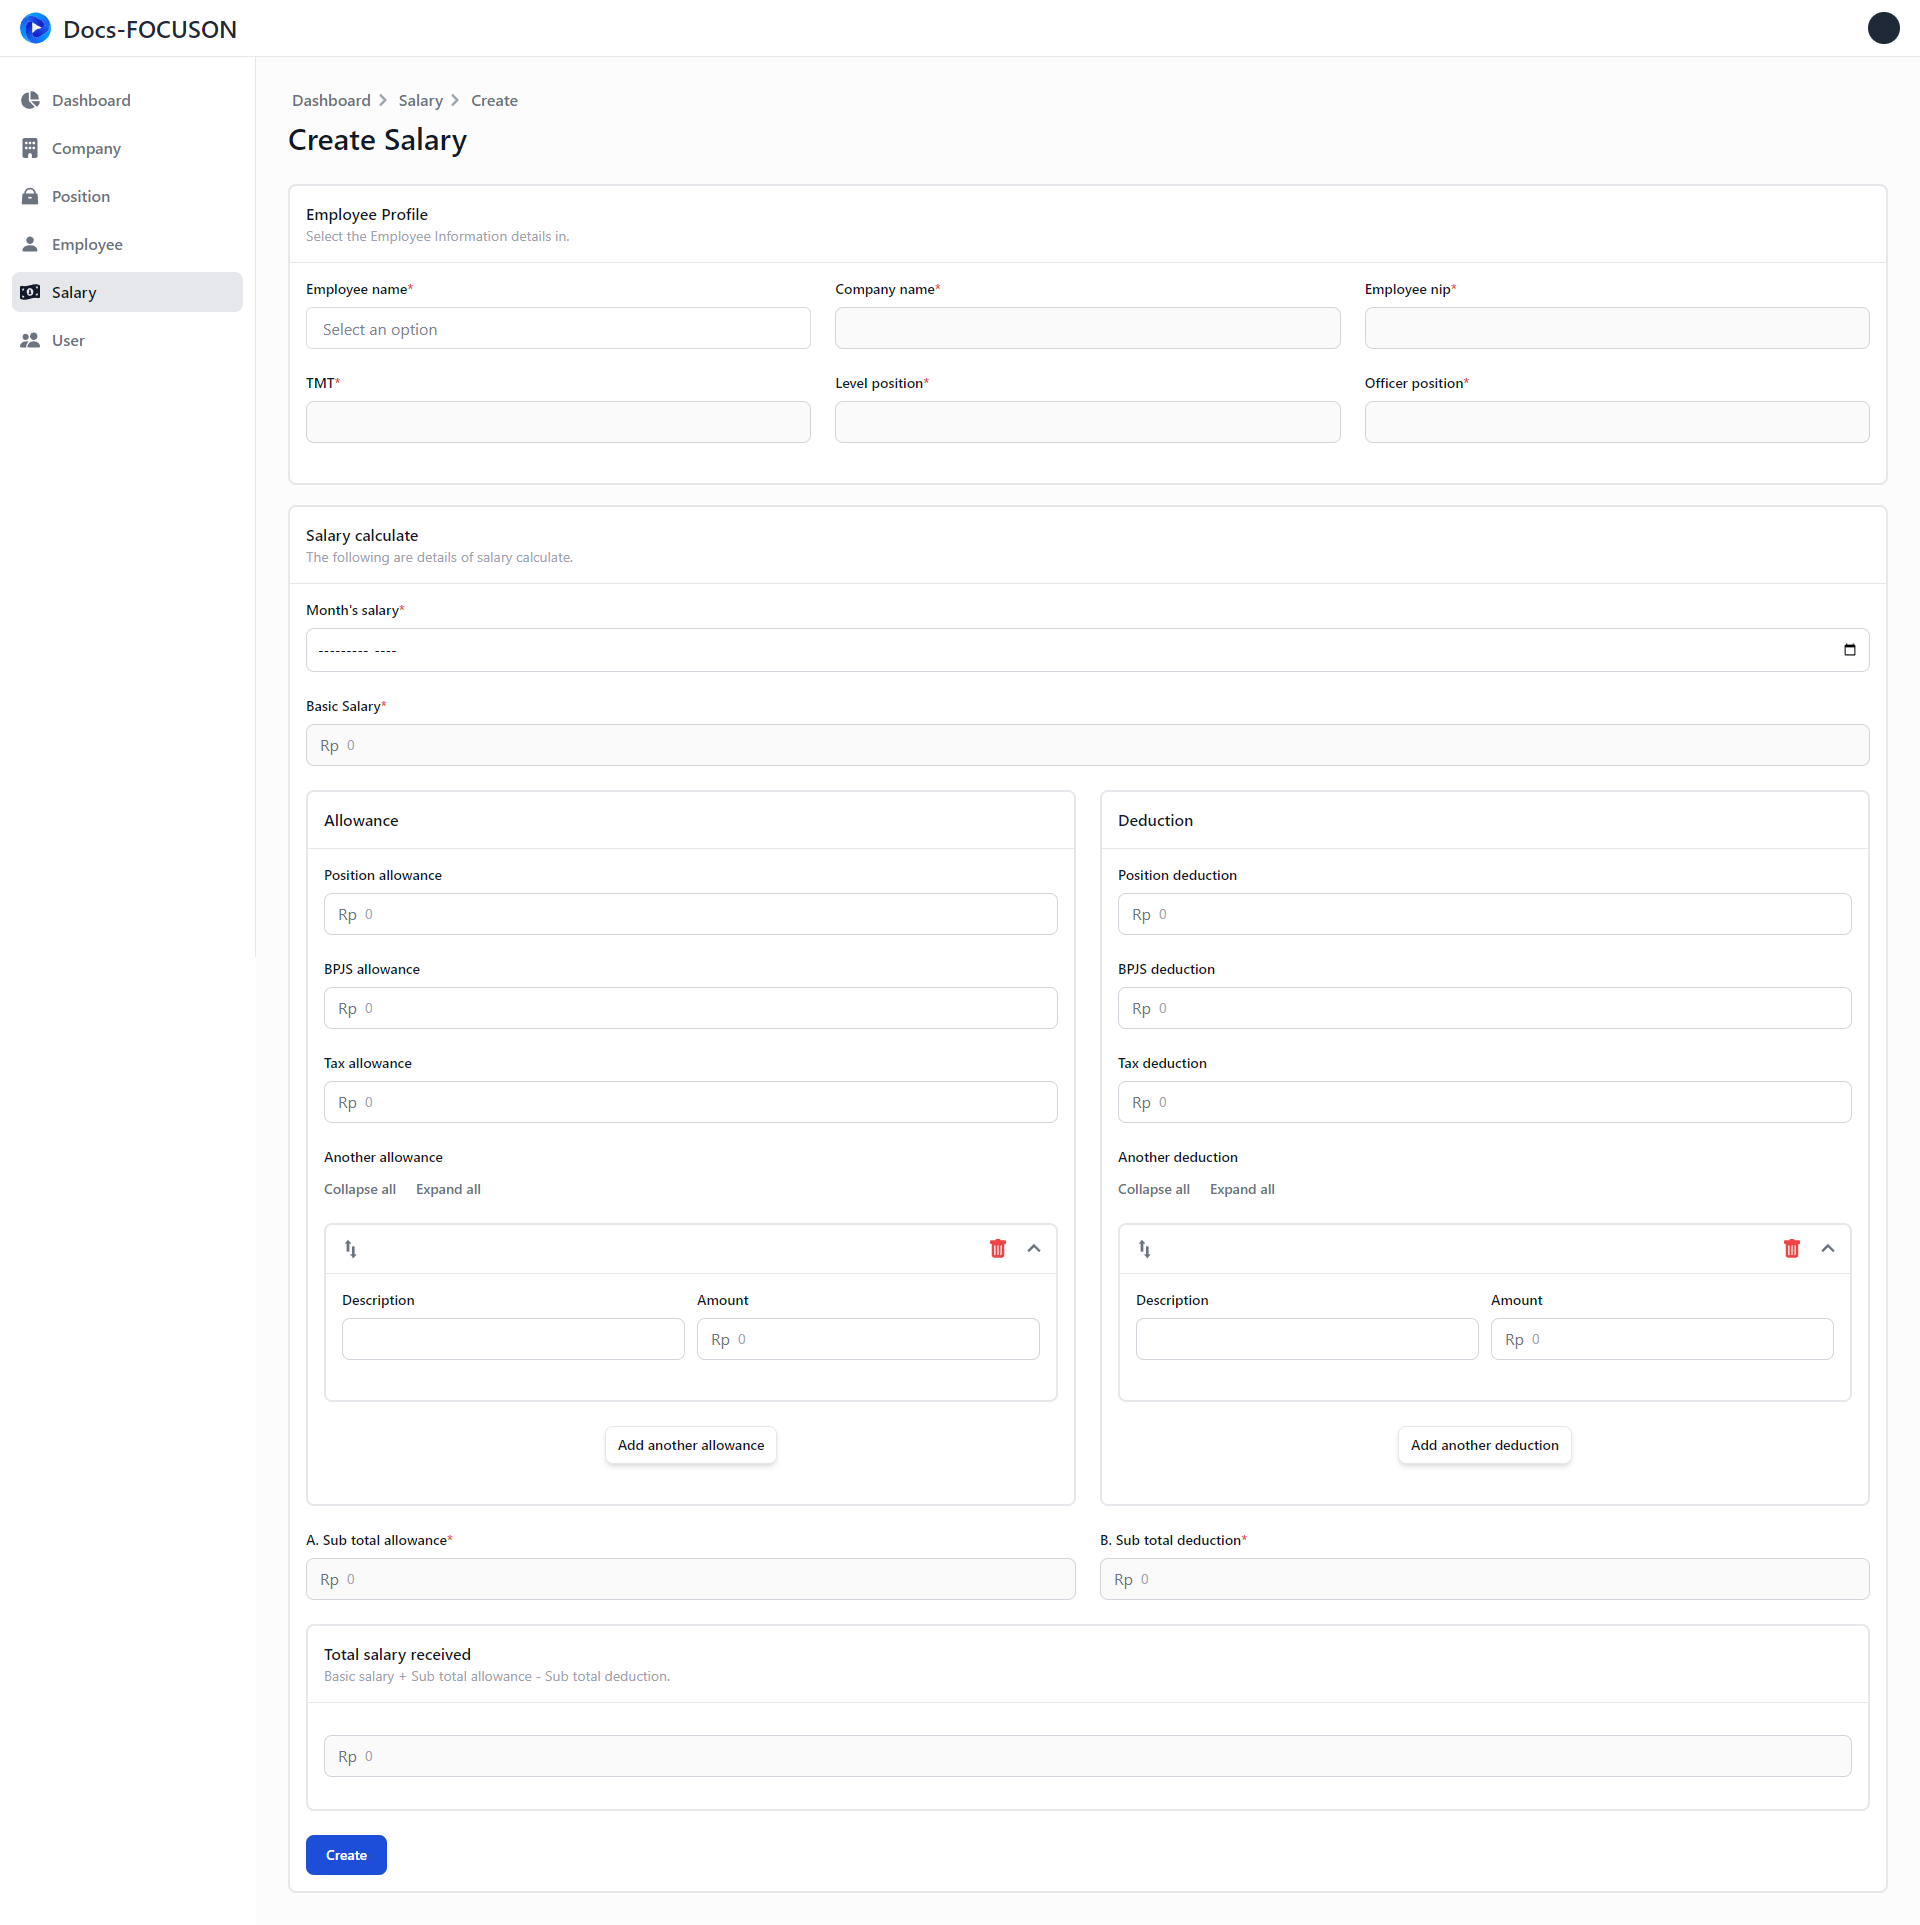 Docs-FOCUSON
Dashboard
Company
Position
Employee
Salary
User
Dashboard Salary Create
Create Salary
Employee Profile
Select the Employee Information details in.
Employee name* Company name* Employee nip*
Select an option
TMT* Level position* Officer position*
Salary calculate
The following are details of salary calculate.
Month's salary*
--------- ----
Basic Salary*
Rp 0
Allowance
Position allowance
Rp 0
BPJS allowance
Rp 0
Tax allowance
Rp 0
Another allowance
Collapse all Expand all
Description Amount
Rp 0
Add another allowance
Deduction
Position deduction
Rp 0
BPJS deduction
Rp 0
Tax deduction
Rp 0
Another deduction
Collapse all Expand all
Description Amount
Rp 0
Add another deduction
A. Sub total allowance*
Rp 0
B. Sub total deduction*
Rp 0
Total salary received
Basic salary + Sub total allowance - Sub total deduction.
Rp 0
Create